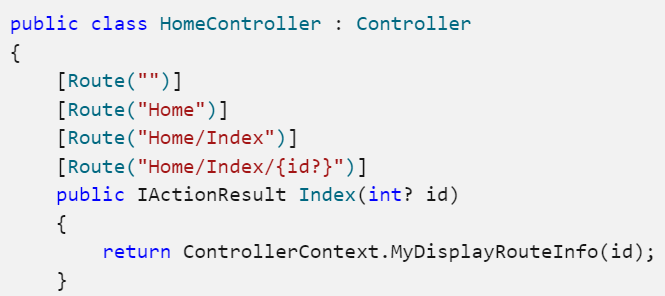 public class HomeController : Controller
{
    [Route("")]
    [Route("Home")]
    [Route("Home/Index")]
    [Route("Home/Index/{id?}")]
    public IActionResult Index(int? id)
    {
        return ControllerContext.MyDisplayRouteInfo(id);
    }